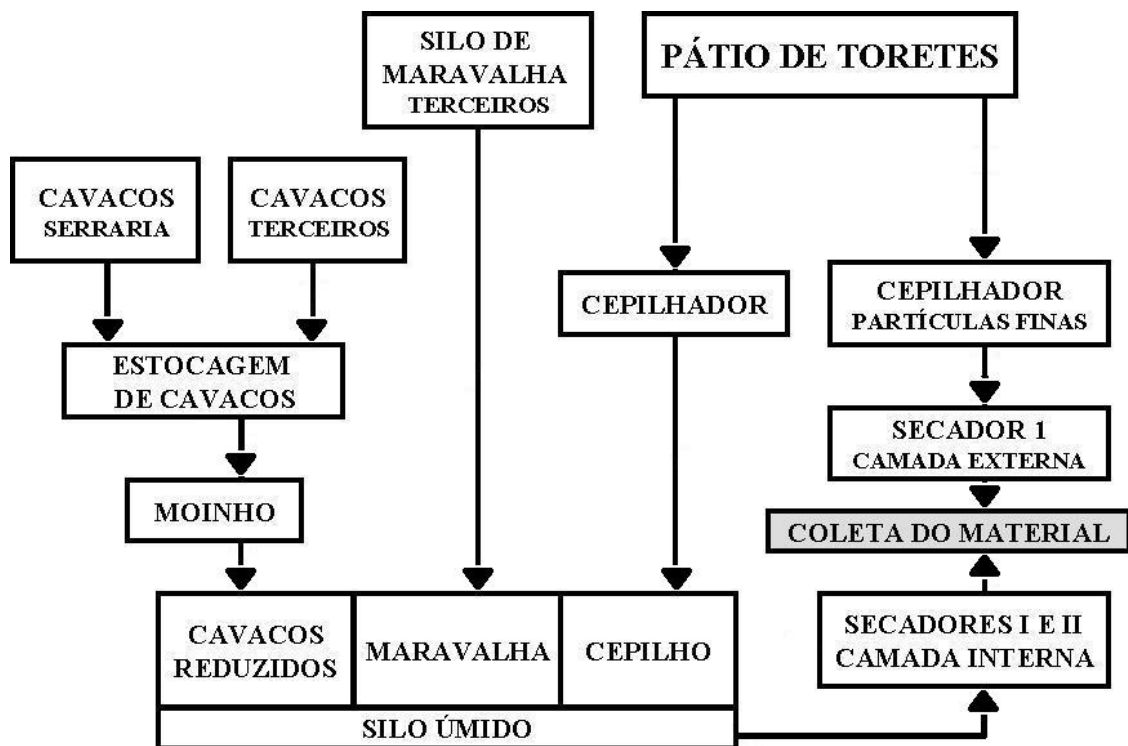 SILO DE
MARAVALHA
TERCEIROS
PÁTIO DE TORETES
CAVACOS
SERRARIA
CAVACOS
TERCEIROS
CEPILHADOR
CEPILHADOR
PARTÍCULAS FINAS
ESTOCAGEM
DE CAVACOS
SECADOR 1
CAMADA EXTERNA
MOINHO
COLETA DO MATERIAL
CAVACOS
REDUZIDOS
MARAVALHA
CEPILHO
SECADORES I E II
CAMADA INTERNA
SILO ÚMIDO